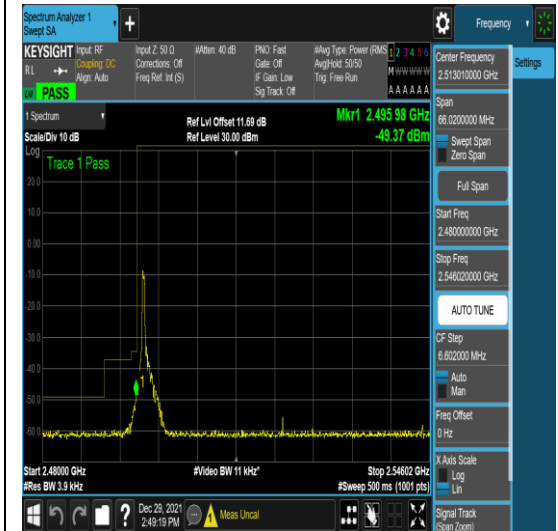 Spectrum Analyzer 1
Swept SA
Frequency
KEYSIGHT
Input: RF
Coupling: DC
Align: Auto
Input Z: 50 Ω
Corrections: Off
Freq Ref: Int (S)
#Atten: 40 dB
PNO: Fast
Gate: Off
IF Gain: Low
Sig Track: Off
#Avg Type: Power (RMS
Avg|Hold: 50/50
Trig: Free Run
1 2 3 4 5 6
M W W W W W
A A A A A A
RL
PASS
1 Spectrum
Scale/Div 10 dB
Ref Lvl Offset 11.69 dB
Ref Level 30.00 dBm
Mkr1 2.495 98 GHz
-49.37 dBm
Log
Trace 1 Pass
20.0
10.0
0.00
-10.0
-20.0
-30.0
-40.0
-50.0
-60.0
1
Start 2.48000 GHz
#Res BW 3.9 kHz
#Video BW 11 kHz*
Stop 2.54602 GHz
#Sweep 500 ms (1001 pts)
Center Frequency
2.513010000 GHz
Settings
Span
66.0200000 MHz
Swept Span
Zero Span
Full Span
Start Freq
2.480000000 GHz
Stop Freq
2.546020000 GHz
AUTO TUNE
CF Step
6.602000 MHz
Auto
Man
Freq Offset
0 Hz
X Axis Scale
Log
Lin
Signal Track
(Span Zoom)
?
Dec 29, 2021
2:49:19 PM
Meas Uncal